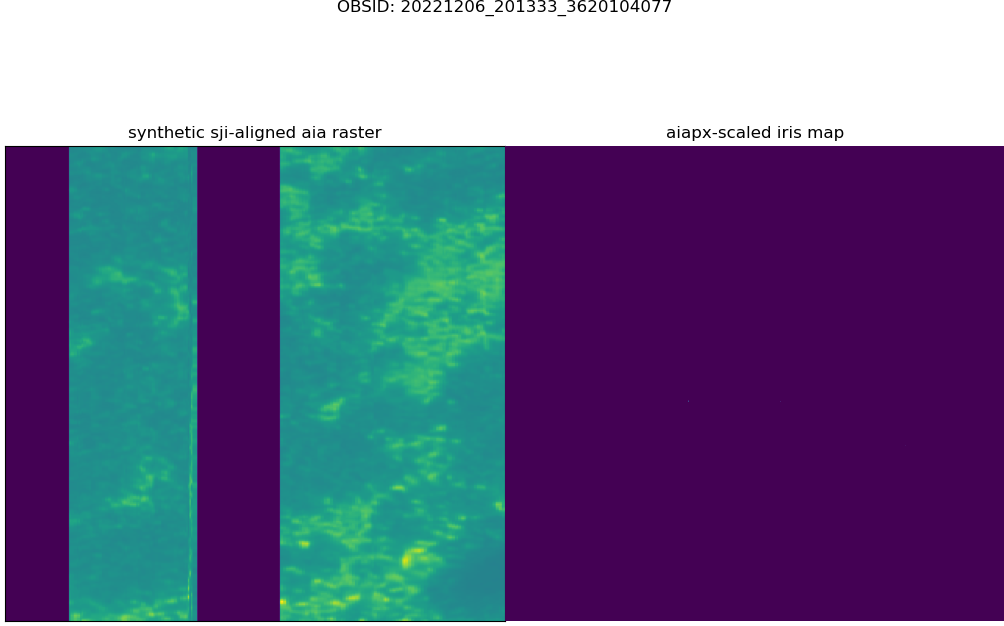 OBSID: 20221206_201333_3620104077
synthetic sji-aligned aia raster
aiapx-scaled iris map